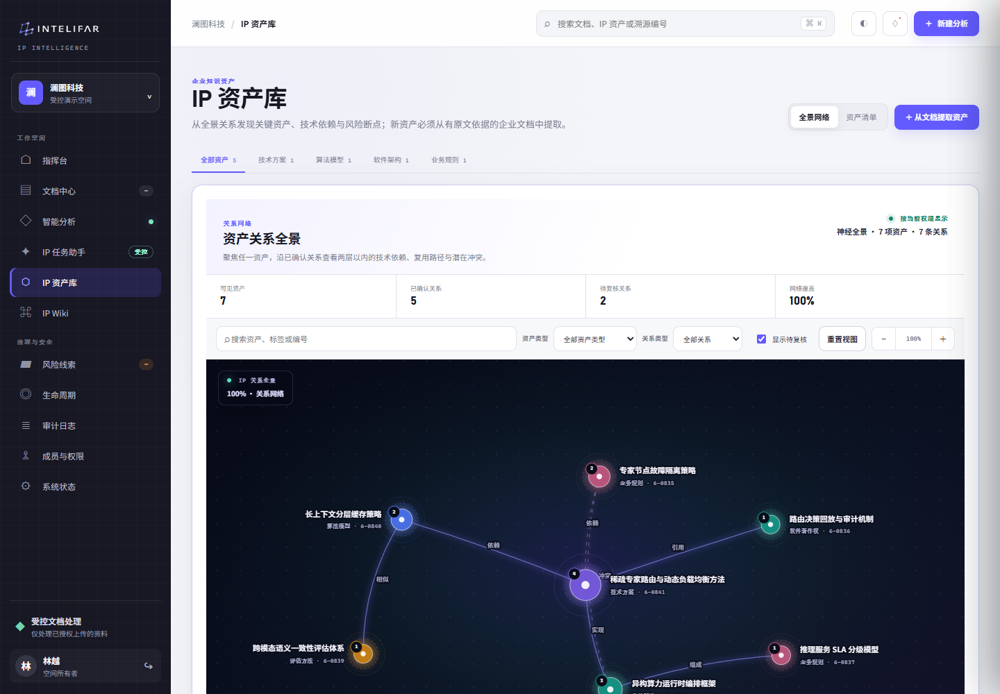 INTELIFAR
IP INTELLIGENCE
澜
澜图科技
受控演示空间
工作空间
指挥台
文档中心
智能分析
IP 任务助手
受控
IP 资产库
IP Wiki
治理与安全
风险线索
生命周期
审计日志
成员与权限
系统状态
受控文档处理
仅处理已授权上传的资料
林
林越
空间所有者
澜图科技 / IP 资产库
搜索文档、IP 资产或溯源编号
⌘ K
+ 新建分析
企业知识资产
IP 资产库
从全景关系发现关键资产、技术依赖与风险断点；新资产必须从有原文依据的企业文档中提取。
全景网络
资产清单
+ 从文档提取资产
全部资产 5
技术方案 1
算法模型 1
软件架构 1
业务规则 1
关系网络
资产关系全景
聚焦任一资产，沿已确认关系查看两层以内的技术依赖、复用路径与潜在冲突。
按当前权限显示
神经全景 · 7 项资产 · 7 条关系
可见资产
7
已确认关系
5
待复核关系
2
网络覆盖
100%
搜索资产、标签或编号
资产类型
全部资产类型
关系类型
全部关系
显示待复核
重置视图
− 100% +
IP 关系全景
100% · 关系网络
2
专家节点故障隔离策略
业务规则 · 6-0835
2
长上下文分层缓存策略
算法模型 · 6-0840
1
路由决策回放与审计机制
软件著作权 · 6-0836
依赖
依赖
引用
相似
冲突
4
稀疏专家路由与动态负载均衡方法
技术方案 · 6-0841
实现
1
跨模态语义一致性评估体系
评估方法 · 6-0839
1
推理服务 SLA 分级模型
业务规则 · 6-0837
组成
3
异构算力运行时编排框架